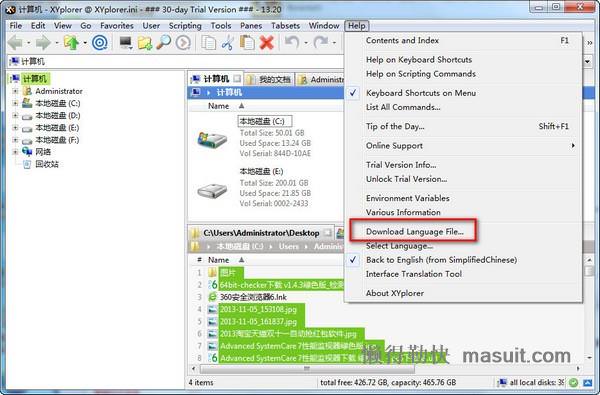 计算机 - XYplorer @ XYplorer.ini - ### 30-day Trial Version ### - 13.20
File Edit View Go Favorites Tags User Scripting Tools Panes Tabsets Window Help
计算机
计算机
Administrator
本地磁盘 (C:)
本地磁盘 (D:)
本地磁盘 (E:)
本地磁盘 (F:)
网络
回收站
计算机 我的文档 Administr
计算机
Name
本地磁盘 (C:)
Total Size: 50.01 GB
Used Space: 13.24 GB
Vol Serial: 844D-10AE
本地磁盘 (E:)
Total Size: 200.01 GB
Used Space: 21.85 GB
Vol Serial: 0002-2433
C:\Users\Administrator\Desktop
本地磁盘 (C:) Users Adminis
# Name
1 图片
2 64bit-checker下载 v1.4.3绿色版_检测
3 360安全浏览器6.lnk
4 2013-11-05_153108.jpg
5 2013-11-05_161837.jpg
6 2013淘宝天猫双十一自动抢红包软件.jpg
7 Advanced SystemCare 7性能监视器绿色版
8 Advanced SystemCare 7性能监视器下载 绿
Contents and Index F1
Help on Keyboard Shortcuts
Help on Scripting Commands
Keyboard Shortcuts on Menu
List All Commands...
Tip of the Day... Shift+F1
Online Support
Trial Version Info...
Unlock Trial Version...
Environment Variables
Various Information
Download Language File...
Select Language...
Back to English (from SimplifiedChinese)
Interface Translation Tool
About XYplorer
懒得勤快 masuit.com
4 items
total free: 426.72 GB, capacity: 465.76 GB
all local disks: 39